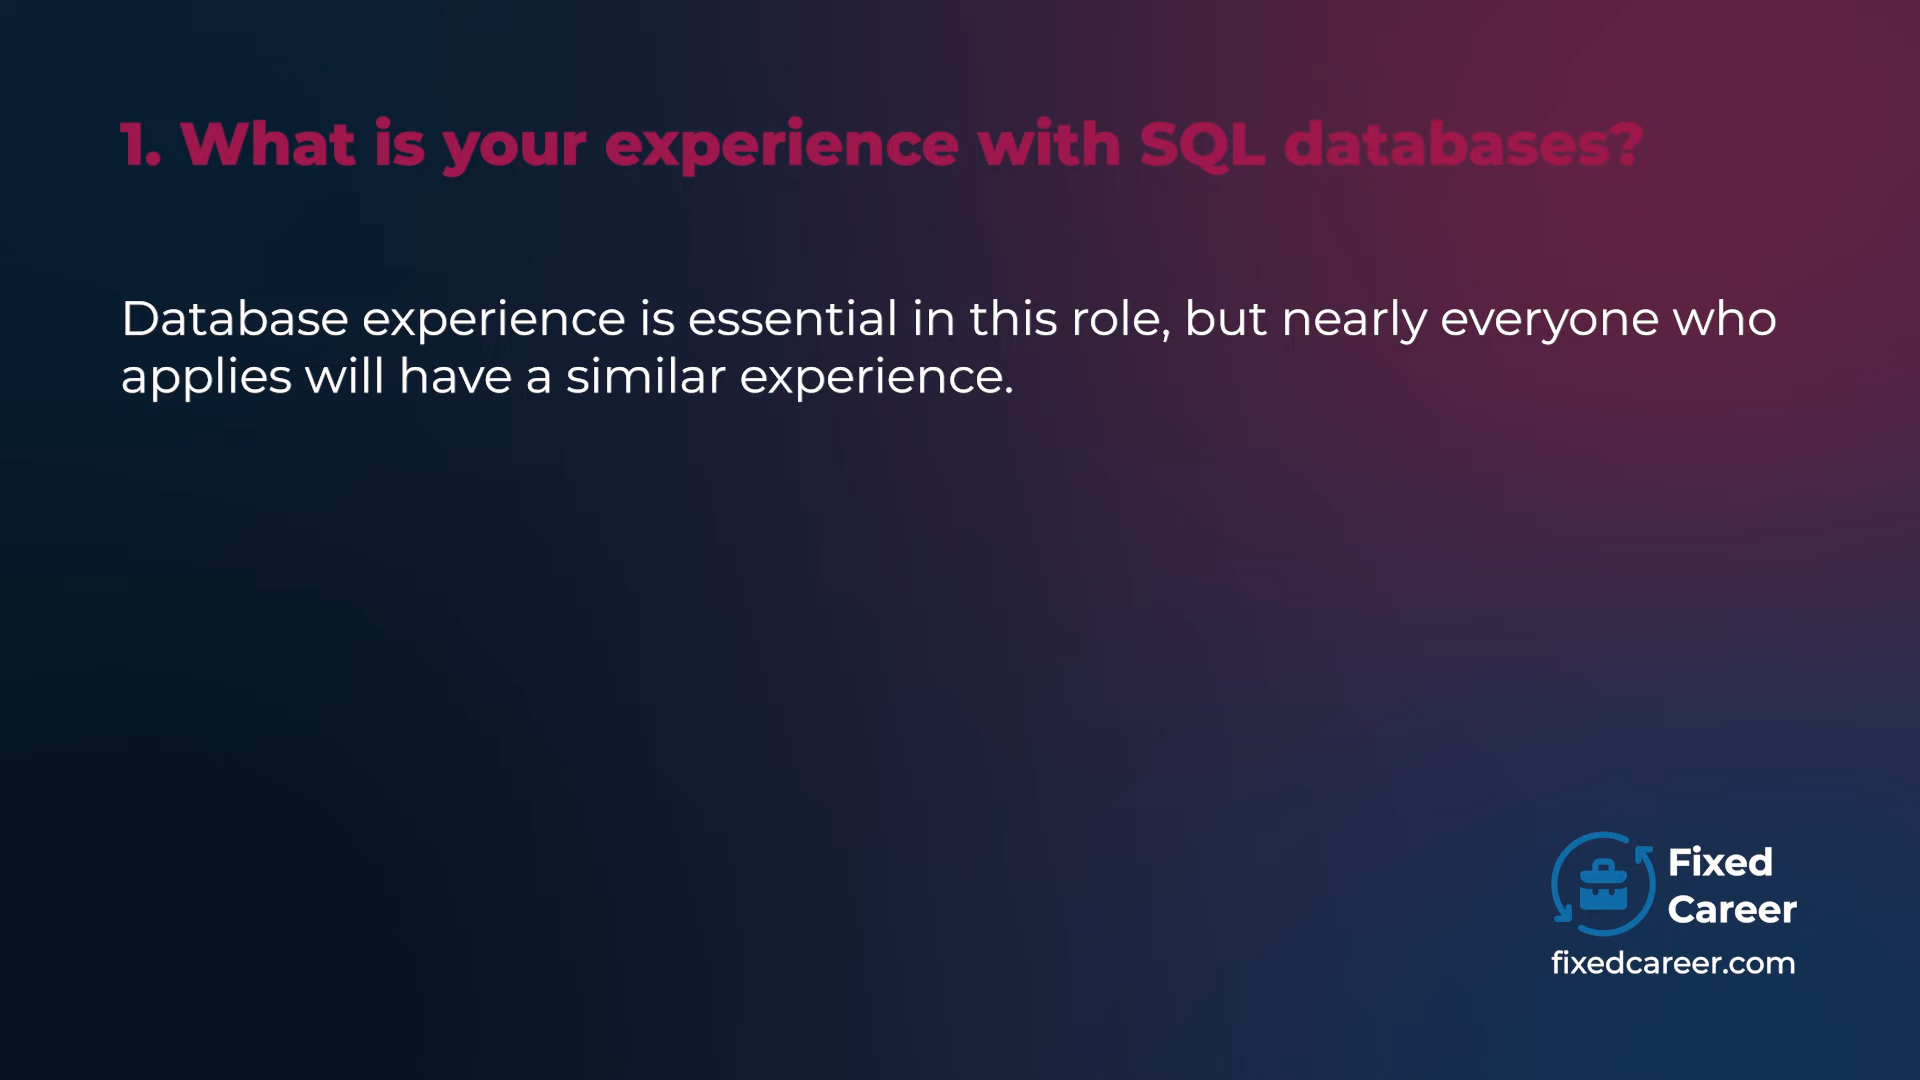 1. What is your experience with SQL databases?
Database experience is essential in this role, but nearly everyone who
applies will have a similar experience.
Fixed
Career
fixedcareer.com